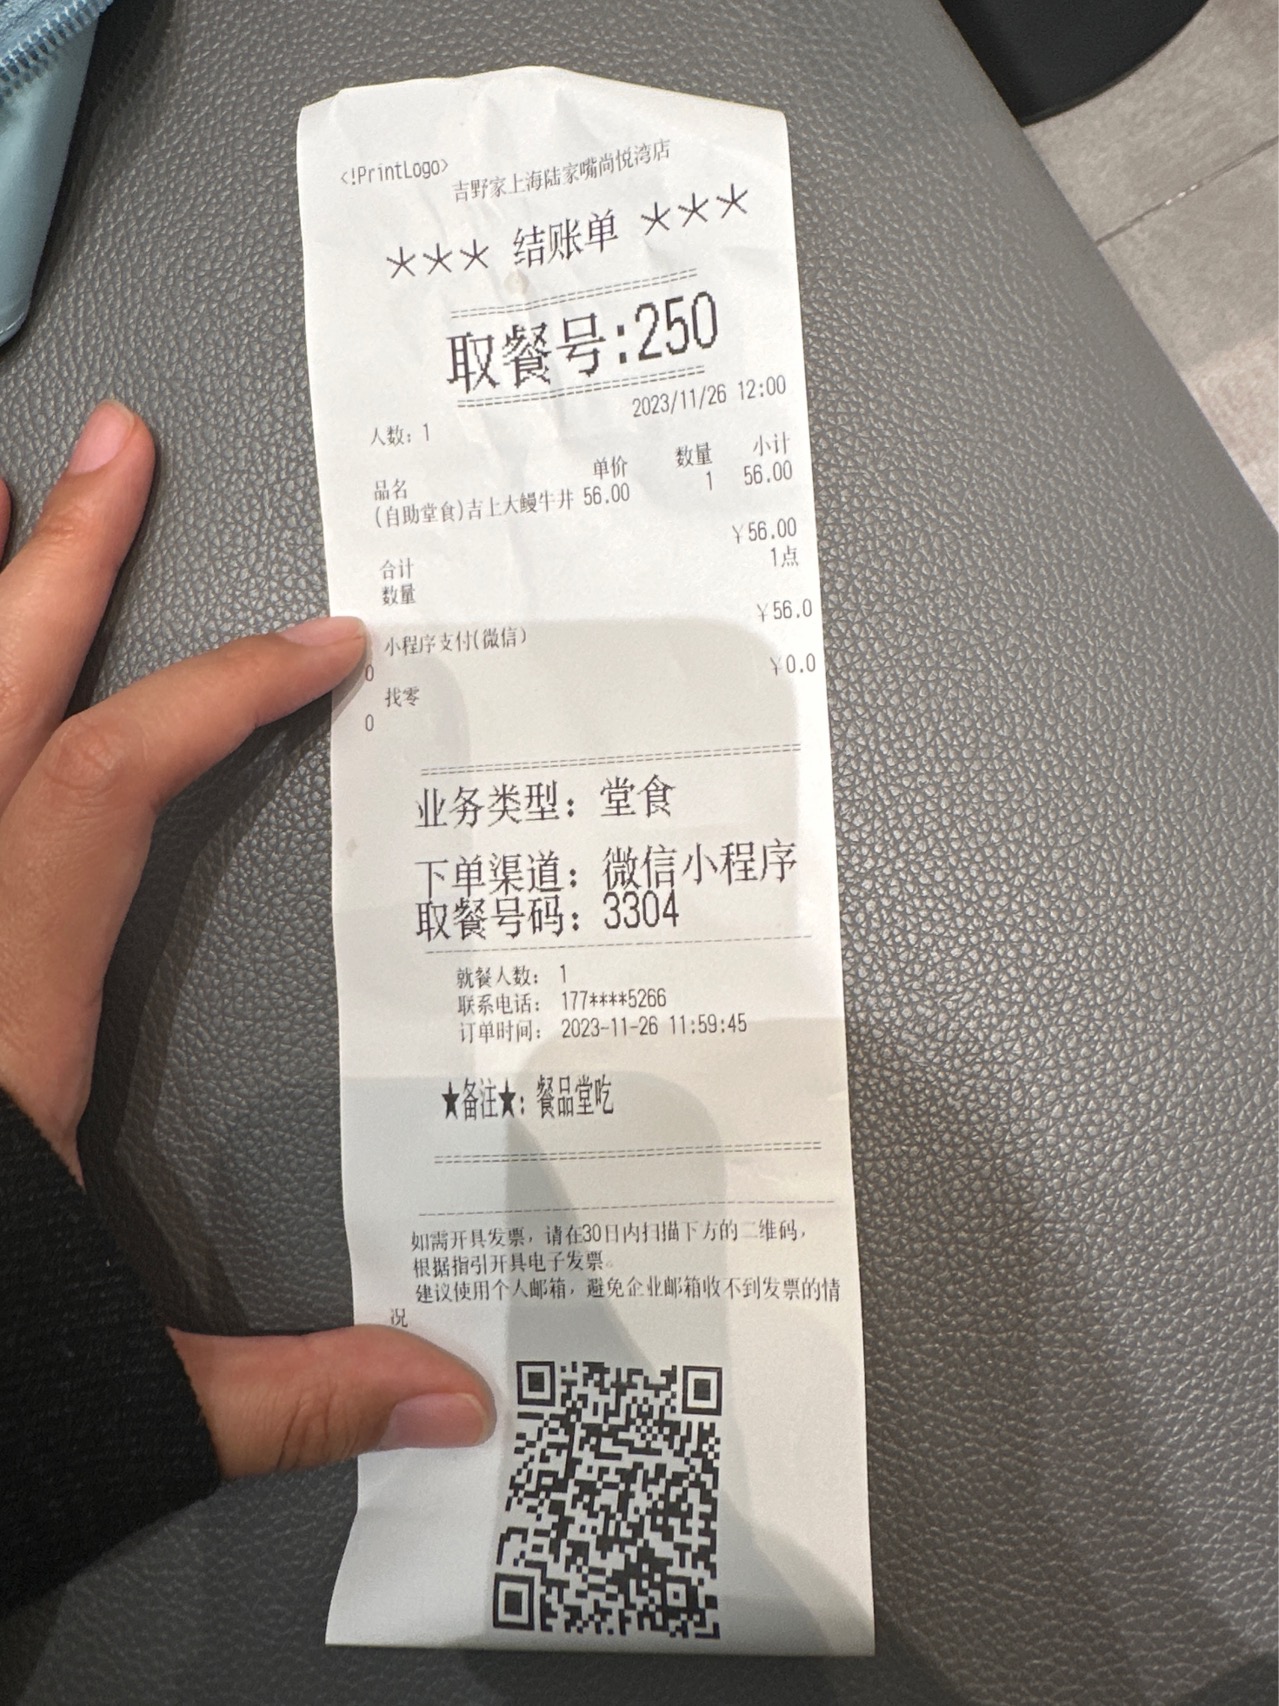 <!PrintLogo>
吉野家上海陆家嘴尚悦湾店
*** 结账单 ***
取餐号:250
2023/11/26 12:00
人数: 1
品名 单价 数量 小计
(自助堂食)吉上大鳗牛丼 56.00 1 56.00
合计 ¥56.00
数量 1点
小程序支付(微信) ¥56.0
0
找零 ¥0.0
0
业务类型: 堂食
下单渠道: 微信小程序
取餐号码: 3304
就餐人数: 1
联系电话: 177****5266
订单时间: 2023-11-26 11:59:45
★备注★: 餐品堂吃
如需开具发票, 请在30日内扫描下方的二维码,
根据指引开具电子发票。
建议使用个人邮箱, 避免企业邮箱收不到发票的情
况